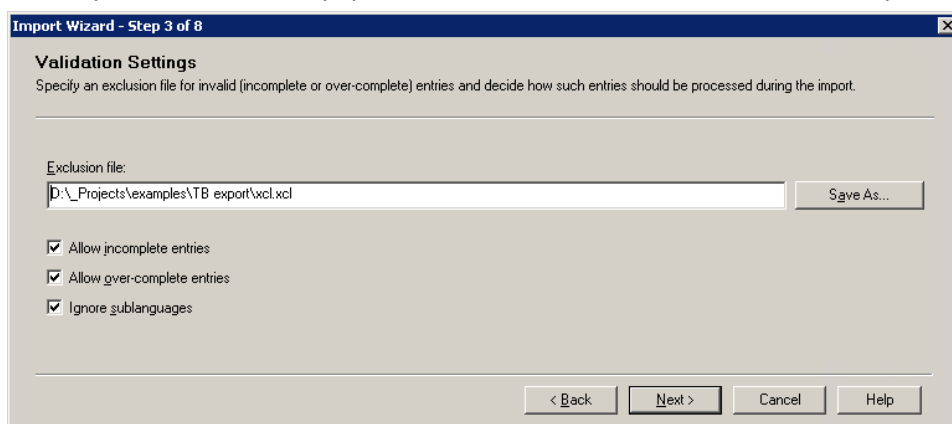 Import Wizard - Step 3 of 8
Validation Settings
Specify an exclusion file for invalid (incomplete or over-complete) entries and decide how such entries should be processed during the import.
Exclusion file:
D:\_Projects\examples\TB export\xcl.xcl
Save As...
Allow incomplete entries
Allow over-complete entries
Ignore sublanguages
< Back
Next >
Cancel
Help